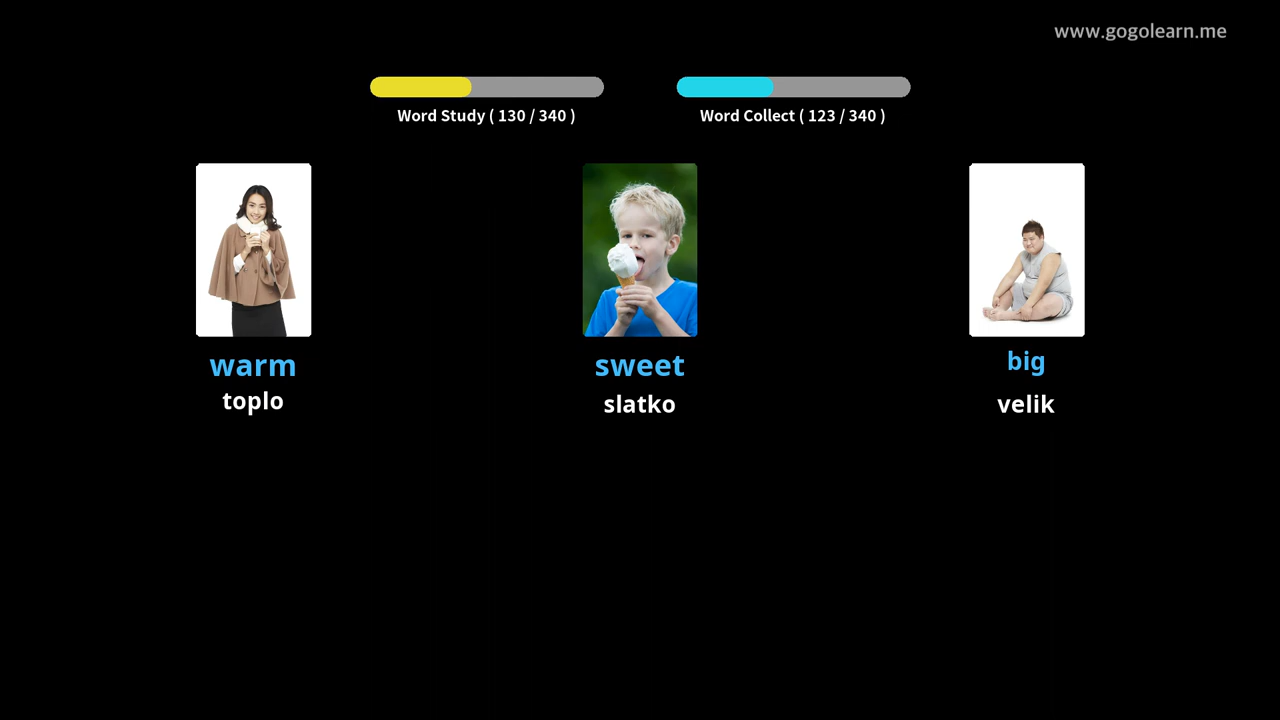 www.gogolearn.me
Word Study ( 130 / 340 )
Word Collect ( 123 / 340 )
warm
toplo
sweet
slatko
big
velik